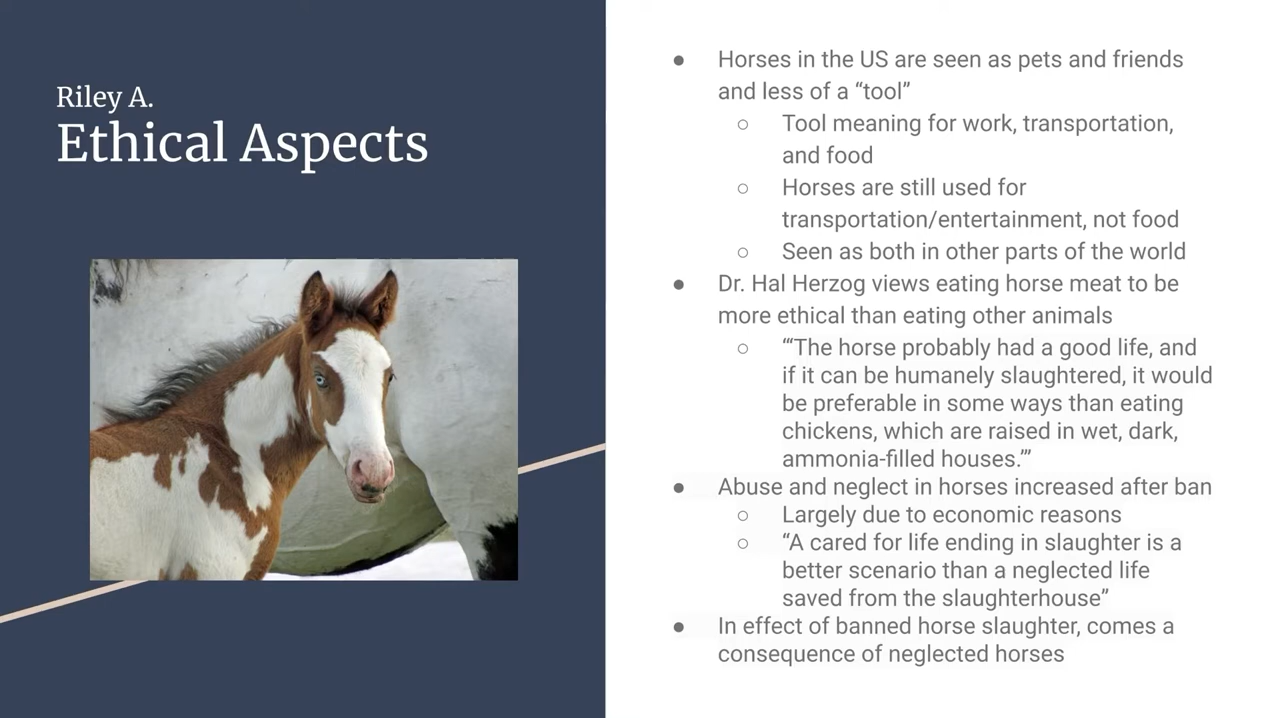 Riley A.
Ethical Aspects
● Horses in the US are seen as pets and friends
and less of a “tool”
○ Tool meaning for work, transportation,
and food
○ Horses are still used for
transportation/entertainment, not food
○ Seen as both in other parts of the world
● Dr. Hal Herzog views eating horse meat to be
more ethical than eating other animals
○ “‘The horse probably had a good life, and
if it can be humanely slaughtered, it would
be preferable in some ways than eating
chickens, which are raised in wet, dark,
ammonia-filled houses.’”
● Abuse and neglect in horses increased after ban
○ Largely due to economic reasons
○ “A cared for life ending in slaughter is a
better scenario than a neglected life
saved from the slaughterhouse”
● In effect of banned horse slaughter, comes a
consequence of neglected horses